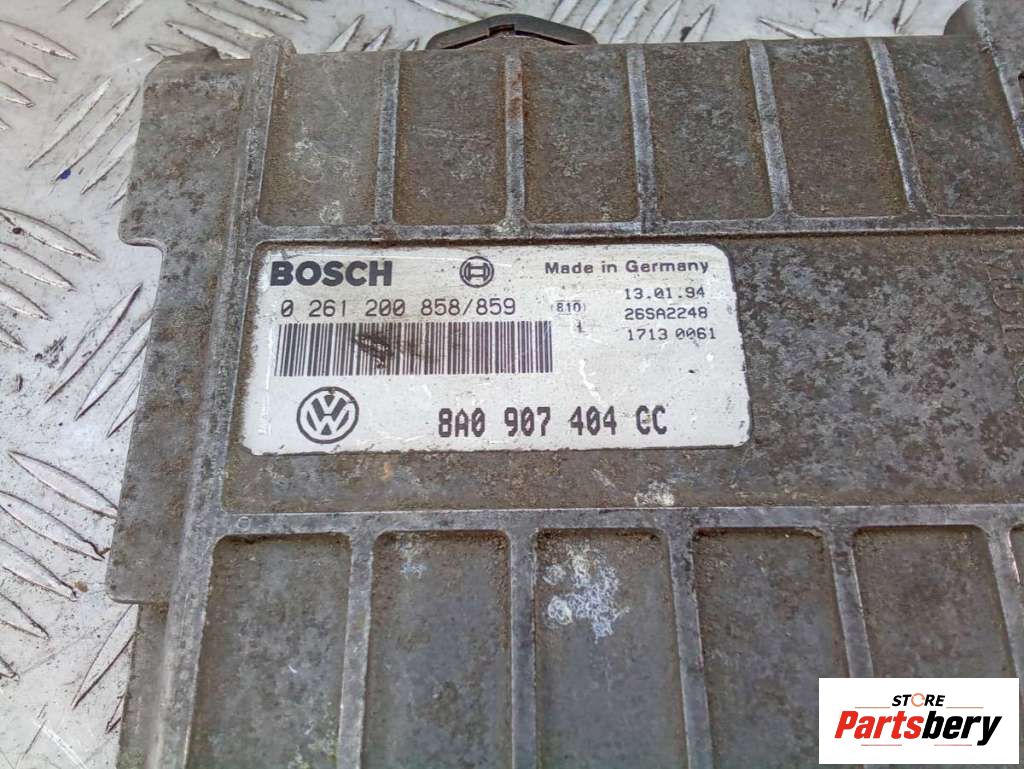 BOSCH
Made in Germany
0 261 200 858/859
810
13.01.94
26SA2248
1
1713 0061
8A0 907 404 CC
STORE
Partsbery